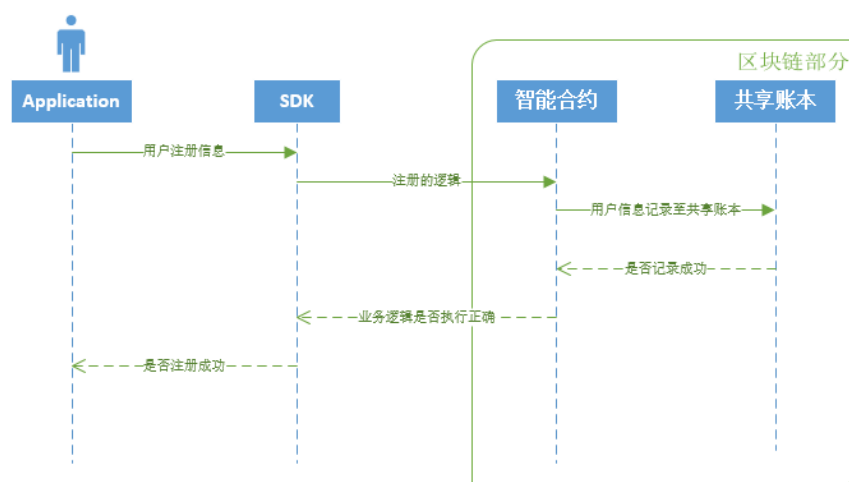 区块链部分
Application
SDK
智能合约
共享账本
用户注册信息
注册的逻辑
用户信息记录至共享账本
是否记录成功
业务逻辑是否执行正确
是否注册成功